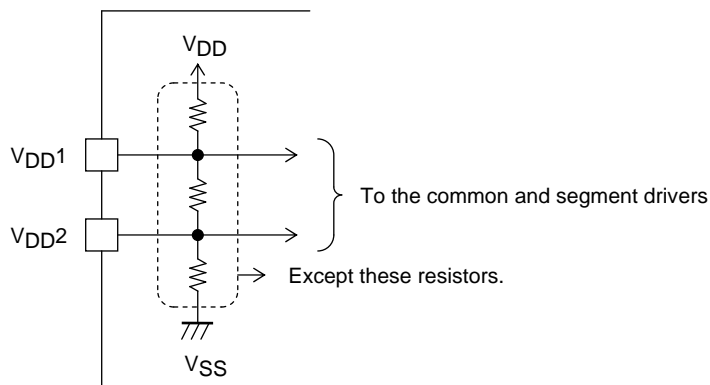 VDD
VDD1
To the common and segment drivers
VDD2
Except these resistors.
VSS